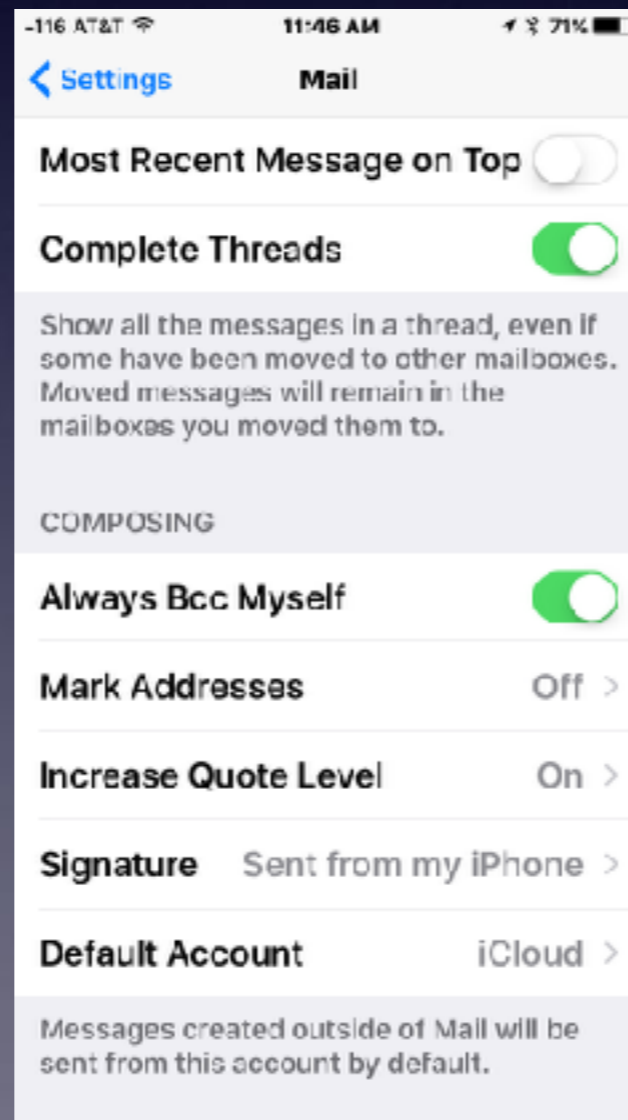 -116 AT&T 11:46 AM 71%
Settings Mail
Most Recent Message on Top
Complete Threads
Show all the messages in a thread, even if
some have been moved to other mailboxes.
Moved messages will remain in the
mailboxes you moved them to.
COMPOSING
Always Bcc Myself
Mark Addresses Off >
Increase Quote Level On >
Signature Sent from my iPhone >
Default Account iCloud >
Messages created outside of Mail will be
sent from this account by default.